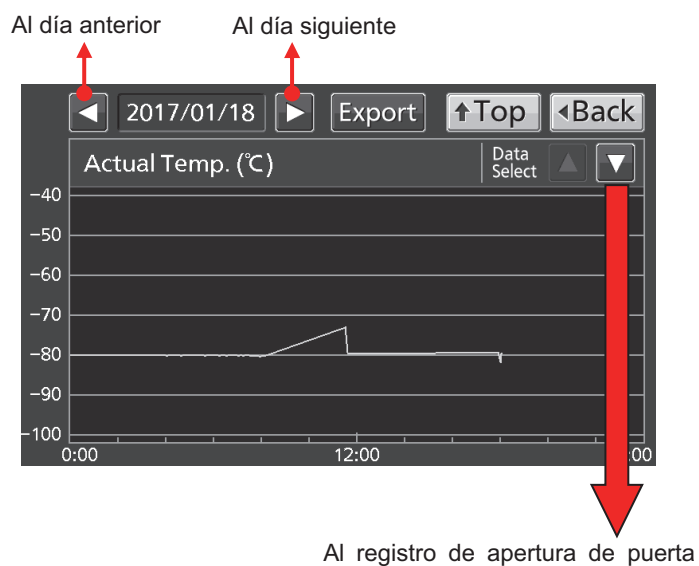 Al día anterior
Al día siguiente
◀ 2017/01/18 ▶ Export ↑Top ◂Back
Actual Temp. (℃)
Data
Select ▲ ▼
−40
−50
−60
−70
−80
−90
−100
0:00 12:00 :00
Al registro de apertura de puerta